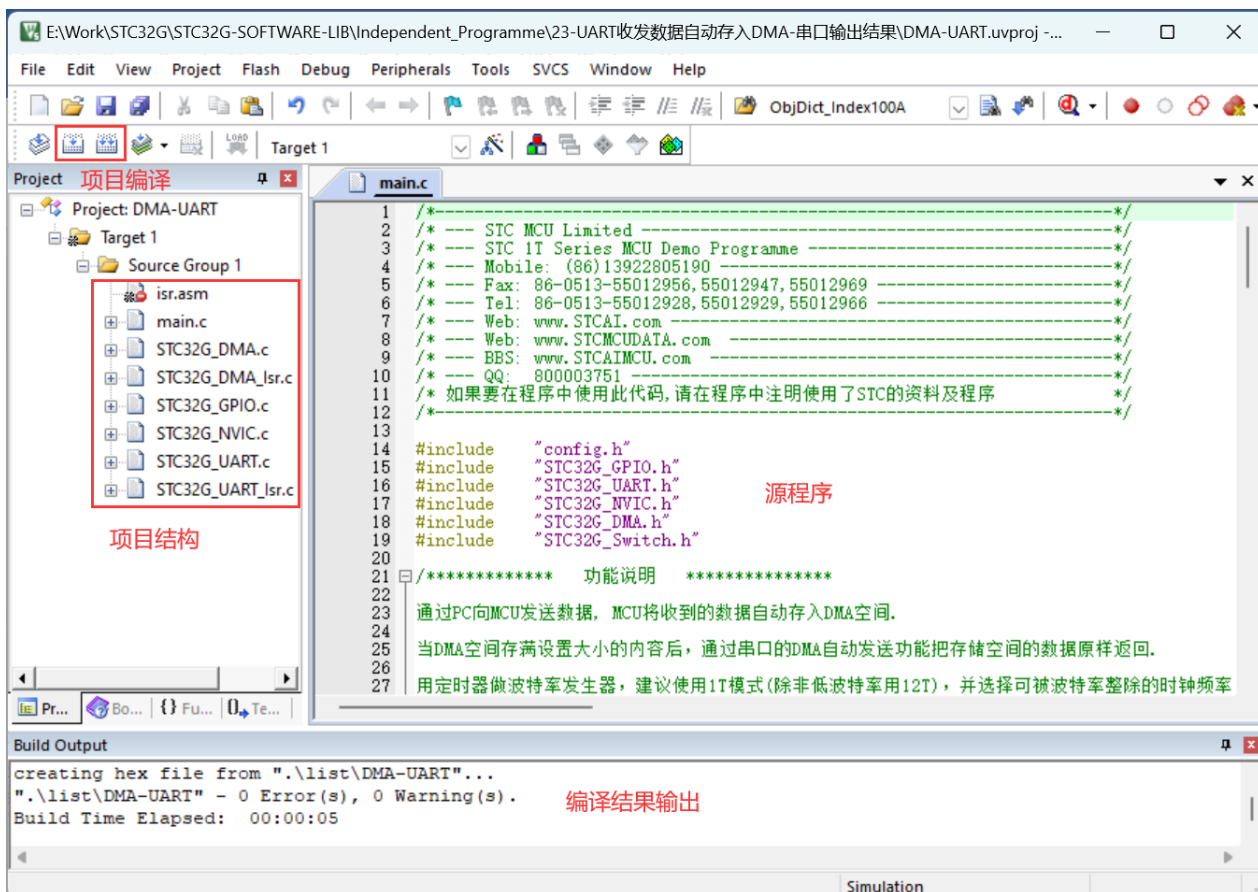 E:\Work\STC32G\STC32G-SOFTWARE-LIB\Independent_Programme\23-UART收发数据自动存入DMA-串口输出结果\DMA-UART.uvproj -...
File Edit View Project Flash Debug Peripherals Tools SVCS Window Help
ObjDict_Index100A
LOAD Target 1
Project 项目编译
main.c
Project: DMA-UART
Target 1
Source Group 1
isr.asm
main.c
STC32G_DMA.c
STC32G_DMA_Isr.c
STC32G_GPIO.c
STC32G_NVIC.c
STC32G_UART.c
STC32G_UART_Isr.c
项目结构
Pr... Bo... {} Fu... 0 Te...
1 /*---------------------------------------------------------------------*/
2 /* --- STC MCU Limited ------------------------------------------------*/
3 /* --- STC 1T Series MCU Demo Programme -------------------------------*/
4 /* --- Mobile: (86)13922805190 ----------------------------------------*/
5 /* --- Fax: 86-0513-55012956,55012947,55012969 ------------------------*/
6 /* --- Tel: 86-0513-55012928,55012929,55012966 ------------------------*/
7 /* --- Web: www.STCAI.com ---------------------------------------------*/
8 /* --- Web: www.STCMCUDATA.com ---------------------------------------*/
9 /* --- BBS: www.STCAIMCU.com -----------------------------------------*/
10 /* --- QQ: 800003751 -------------------------------------------------*/
11 /* 如果要在程序中使用此代码,请在程序中注明使用了STC的资料及程序 */
12 /*---------------------------------------------------------------------*/
13
14 #include "config.h"
15 #include "STC32G_GPIO.h"
16 #include "STC32G_UART.h"
17 #include "STC32G_NVIC.h"
18 #include "STC32G_DMA.h"
19 #include "STC32G_Switch.h"
源程序
20
21 /************* 功能说明 ***************
22
23 通过PC向MCU发送数据, MCU将收到的数据自动存入DMA空间.
24
25 当DMA空间存满设置大小的内容后，通过串口的DMA自动发送功能把存储空间的数据原样返回.
26
27 用定时器做波特率发生器，建议使用1T模式(除非低波特率用12T)，并选择可被波特率整除的时钟频率
Build Output
creating hex file from ".\list\DMA-UART"...
".\list\DMA-UART" - 0 Error(s), 0 Warning(s).
Build Time Elapsed: 00:00:05
编译结果输出
Simulation